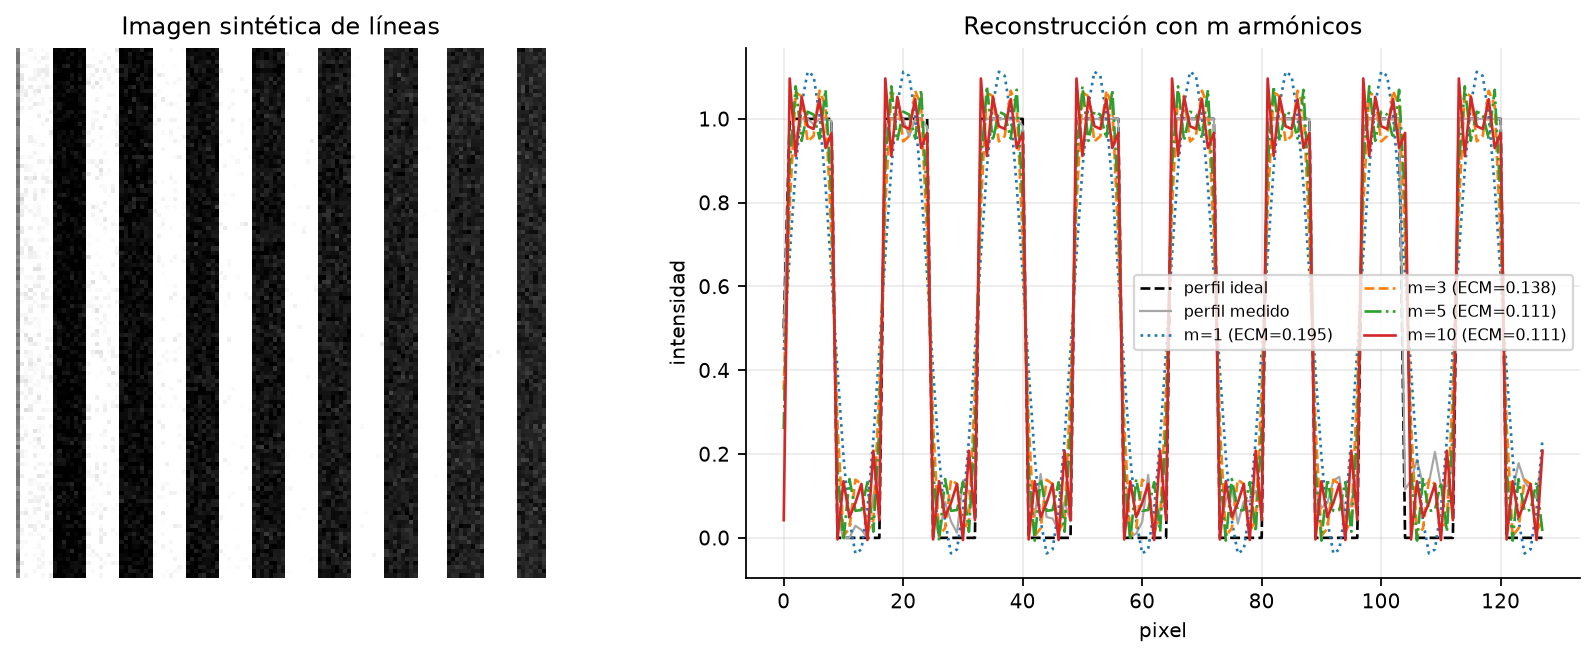 Imagen sintética de líneas
Reconstrucción con m armónicos
intensidad
1.0
0.8
0.6
0.4
0.2
0.0
perfil ideal
perfil medido
m=1 (ECM=0.195)
m=3 (ECM=0.138)
m=5 (ECM=0.111)
m=10 (ECM=0.111)
0 20 40 60 80 100 120
pixel